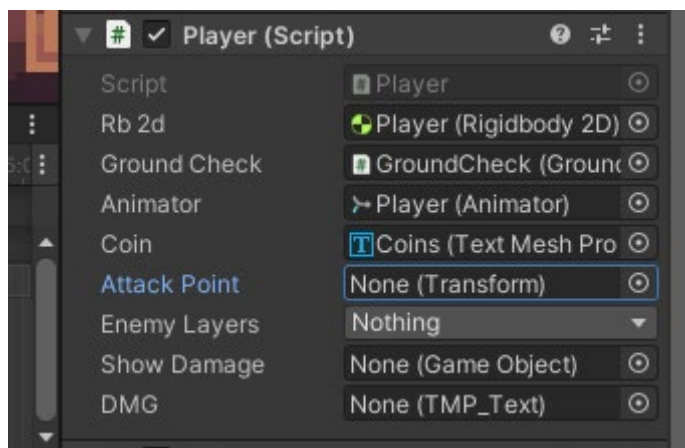 Player (Script)
Script Player
Rb 2d Player (Rigidbody 2D)
Ground Check GroundCheck (Ground
Animator Player (Animator)
Coin Coins (Text Mesh Pro
Attack Point None (Transform)
Enemy Layers Nothing
Show Damage None (Game Object)
DMG None (TMP_Text)